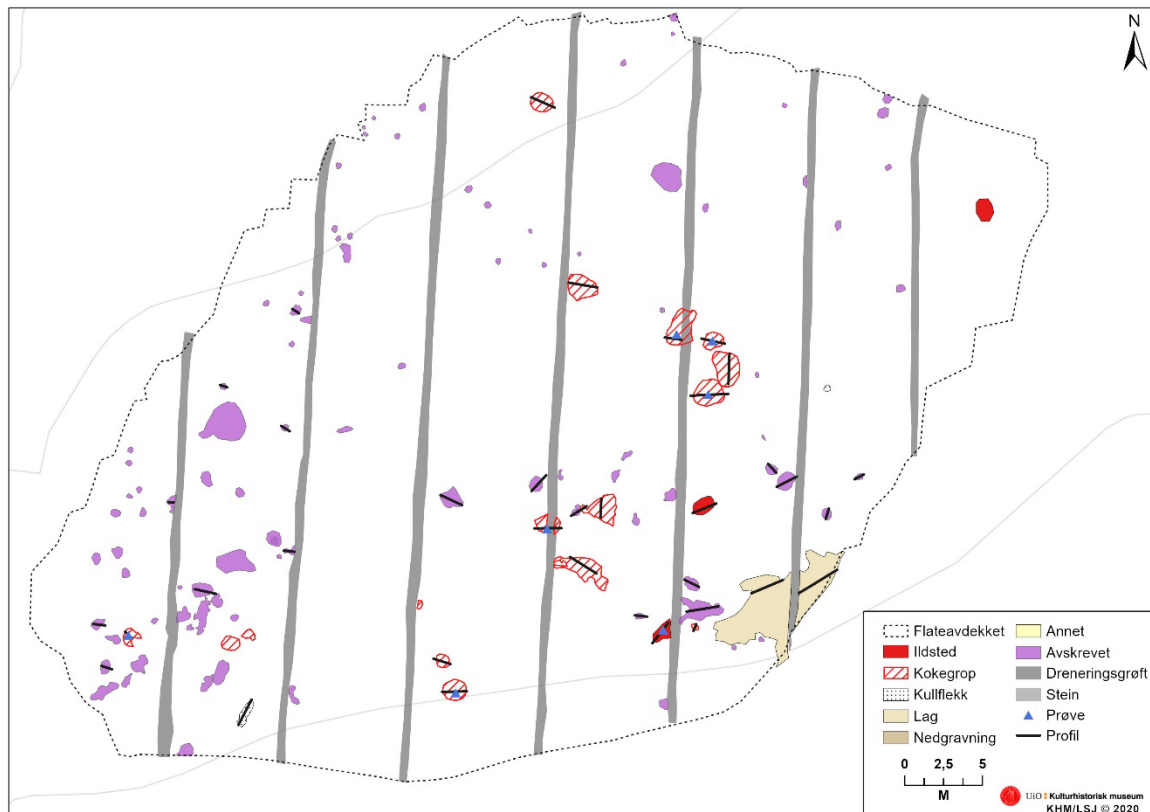 N
Flateavdekket
Ildsted
Kokegrop
Kullflekk
Lag
Nedgravning
Annet
Avskrevet
Dreneringsgrøft
Stein
Prøve
Profil
0 2,5 5
M
UiO Kulturhistorisk museum
KHM/LSJ © 2020